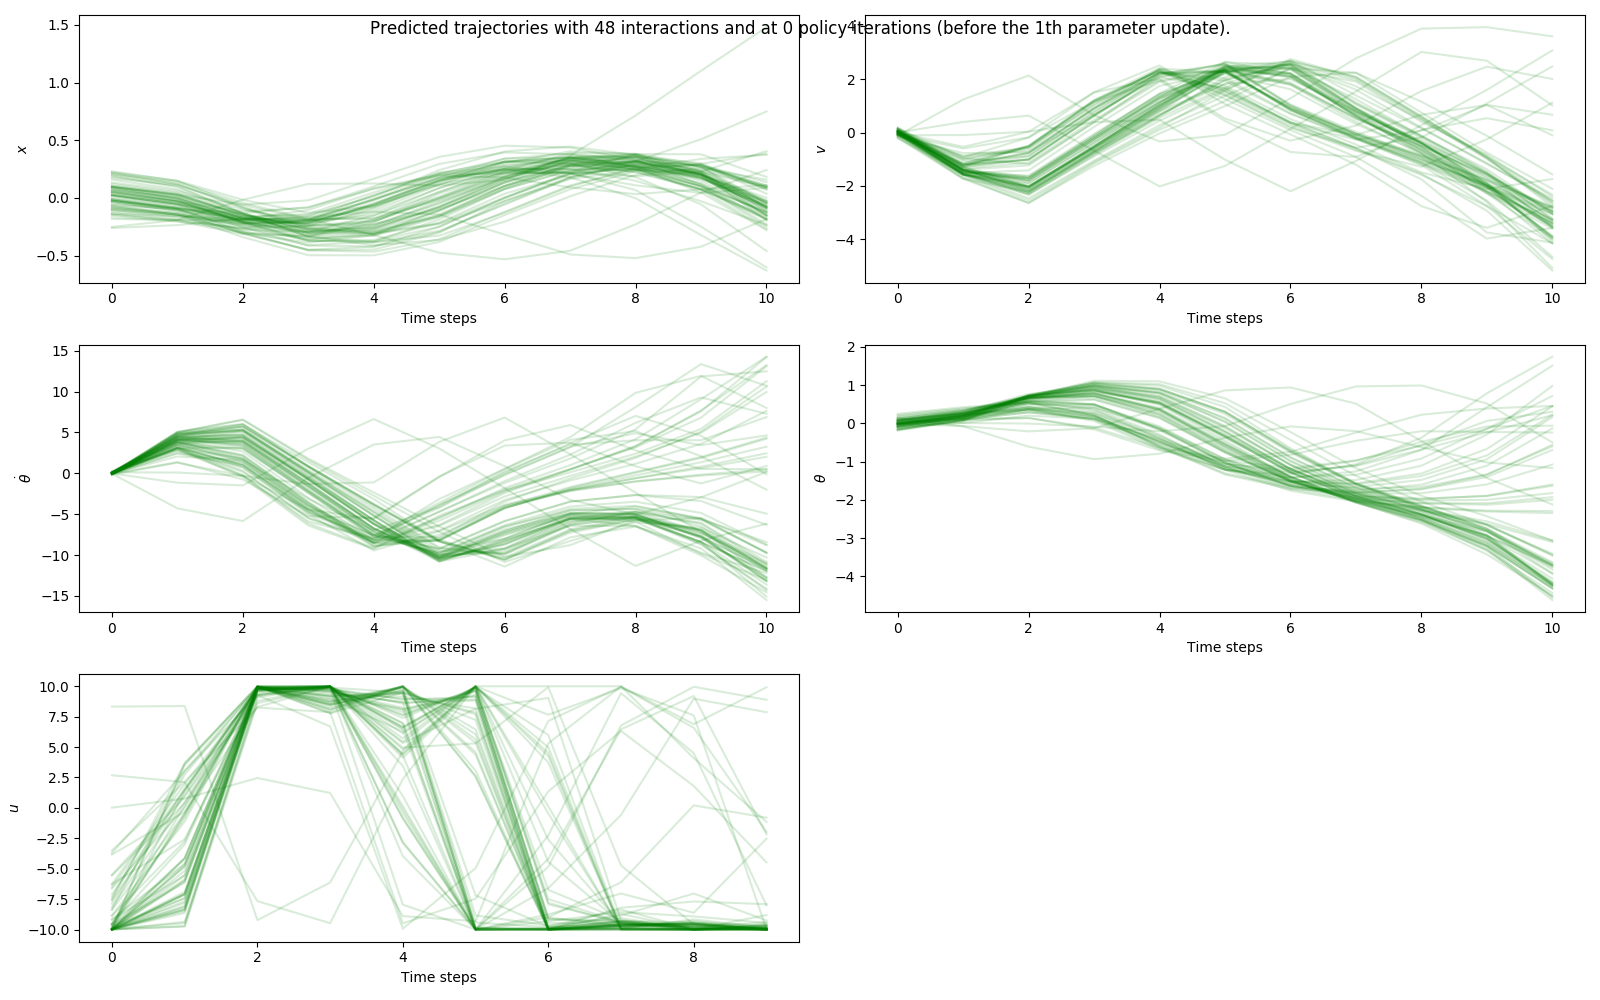 Predicted trajectories with 48 interactions and at 0 policy iterations (before the 1th parameter update).
1.5
1.0
0.5
0.0
−0.5
x
0 2 4 6 8 10
Time steps
4
2
0
−2
−4
v
0 2 4 6 8 10
Time steps
15
10
5
0
−5
−10
−15
θ̇
0 2 4 6 8 10
Time steps
2
1
0
−1
−2
−3
−4
θ
0 2 4 6 8 10
Time steps
10.0
7.5
5.0
2.5
0.0
−2.5
−5.0
−7.5
−10.0
u
0 2 4 6 8
Time steps